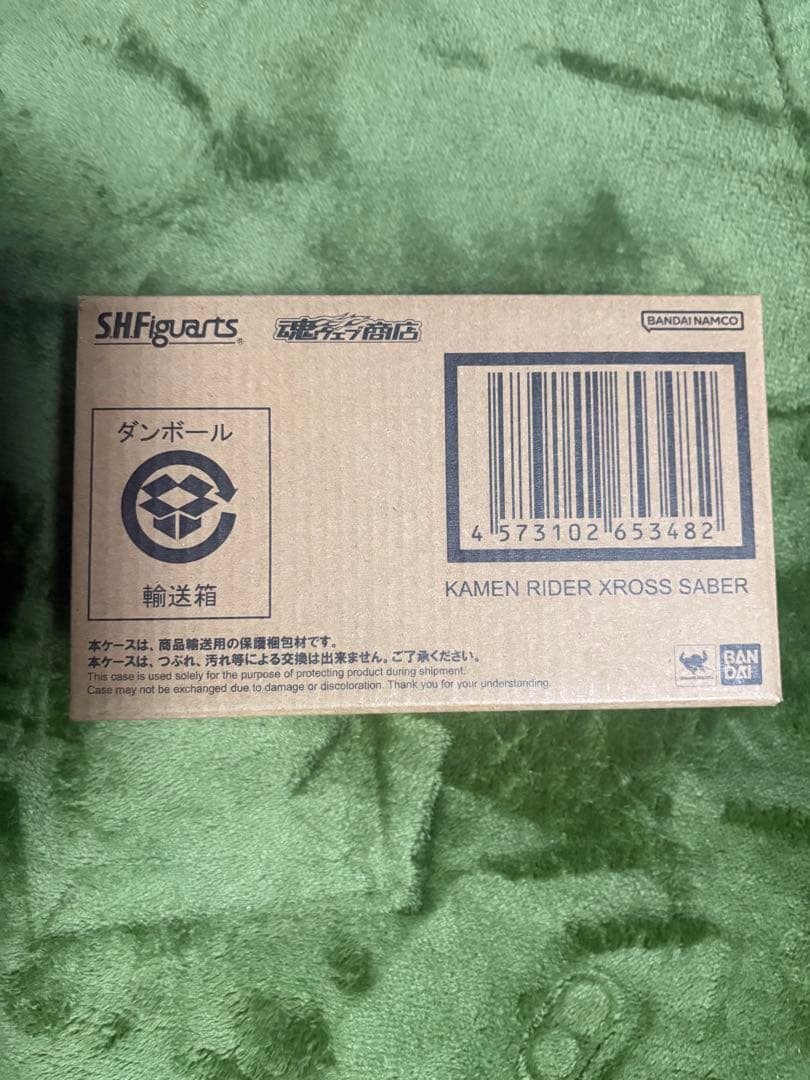 S.H.Figuarts
魂ウェブ商店
BANDAI NAMCO
ダンボール
輸送箱
4 573102 653482
KAMEN RIDER XROSS SABER
本ケースは、商品輸送用の保護梱包材です。
本ケースは、つぶれ、汚れ等による交換は出来ません。ご了承ください。
This case is used solely for the purpose of protecting product during shipment.
Case may not be exchanged due to damage or discoloration. Thank you for your understanding.
BAN
DAI